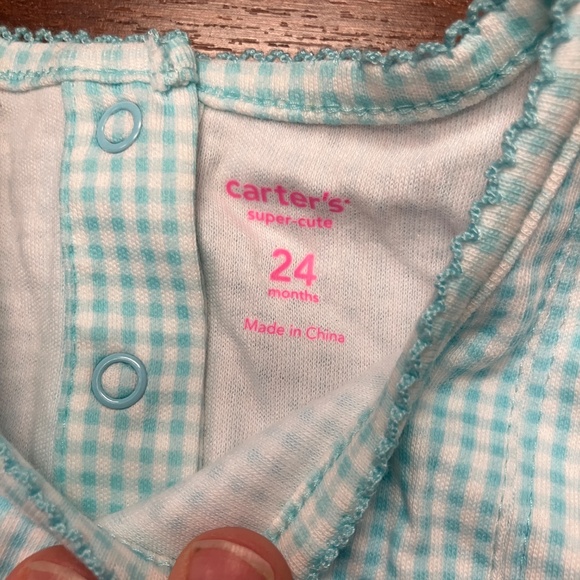 carter's
super-cute
24
months
Made in China